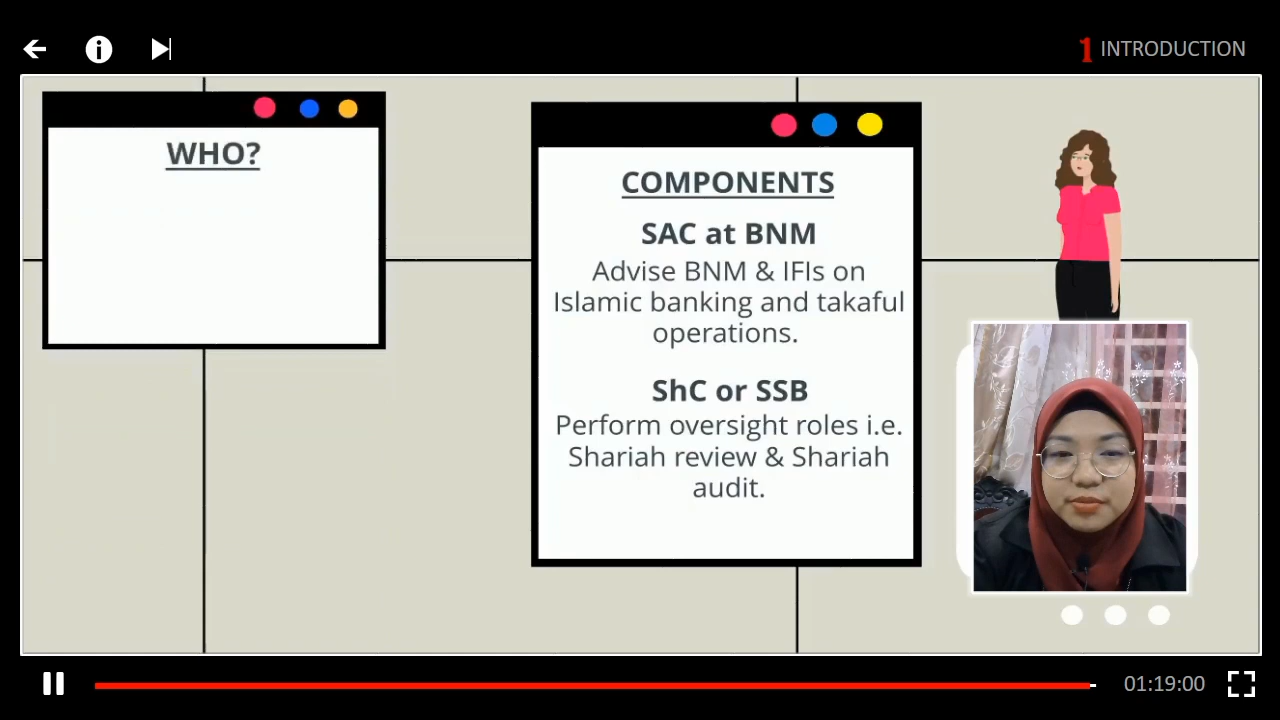 1 INTRODUCTION
WHO?
COMPONENTS
SAC at BNM
Advise BNM & IFIs on
Islamic banking and takaful
operations.
ShC or SSB
Perform oversight roles i.e.
Shariah review & Shariah
audit.
01:19:00